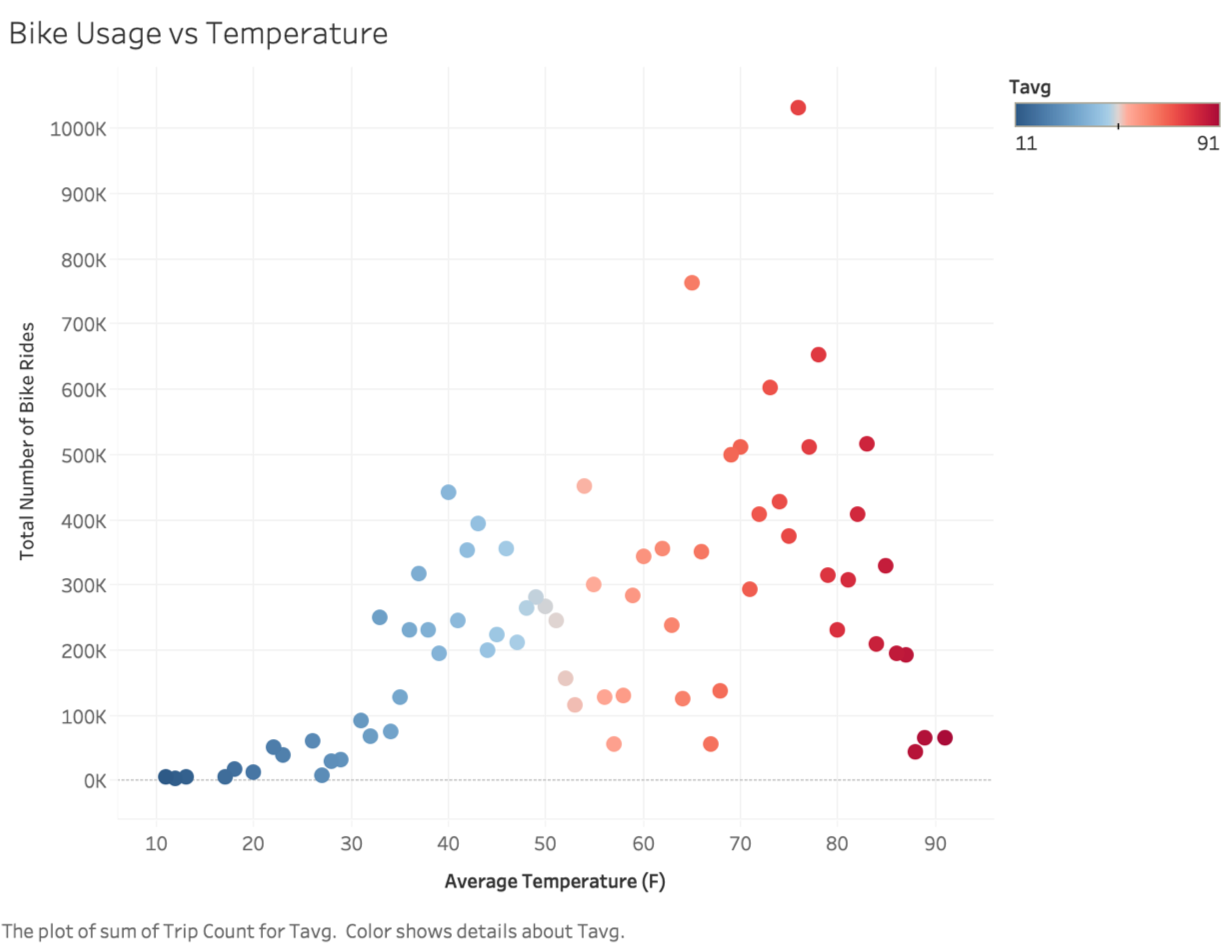 Bike Usage vs Temperature
Tavg
11 91
1000K
900K
800K
700K
600K
500K
400K
300K
200K
100K
0K
Total Number of Bike Rides
10 20 30 40 50 60 70 80 90
Average Temperature (F)
The plot of sum of Trip Count for Tavg.  Color shows details about Tavg.